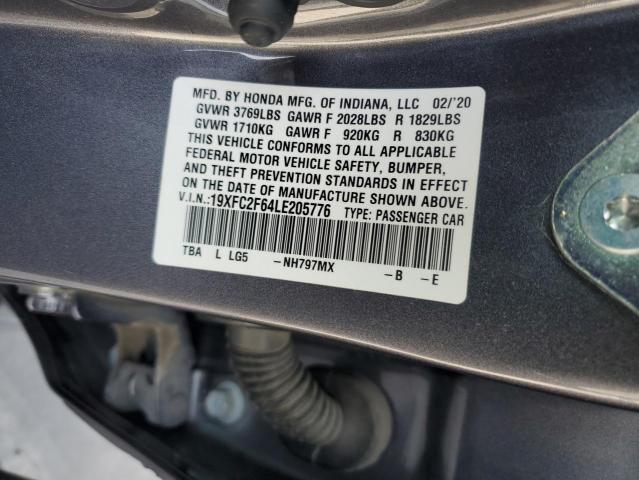 MFD. BY HONDA MFG. OF INDIANA, LLC 02/'20
GVWR 3769LBS GAWR F 2028LBS R 1829LBS
GVWR 1710KG GAWR F 920KG R 830KG
THIS VEHICLE CONFORMS TO ALL APPLICABLE
FEDERAL MOTOR VEHICLE SAFETY, BUMPER,
AND THEFT PREVENTION STANDARDS IN EFFECT
ON THE DATE OF MANUFACTURE SHOWN ABOVE.
V.I.N.:19XFC2F64LE205776 TYPE: PASSENGER CAR
TBA L LG5 -NH797MX -B -E